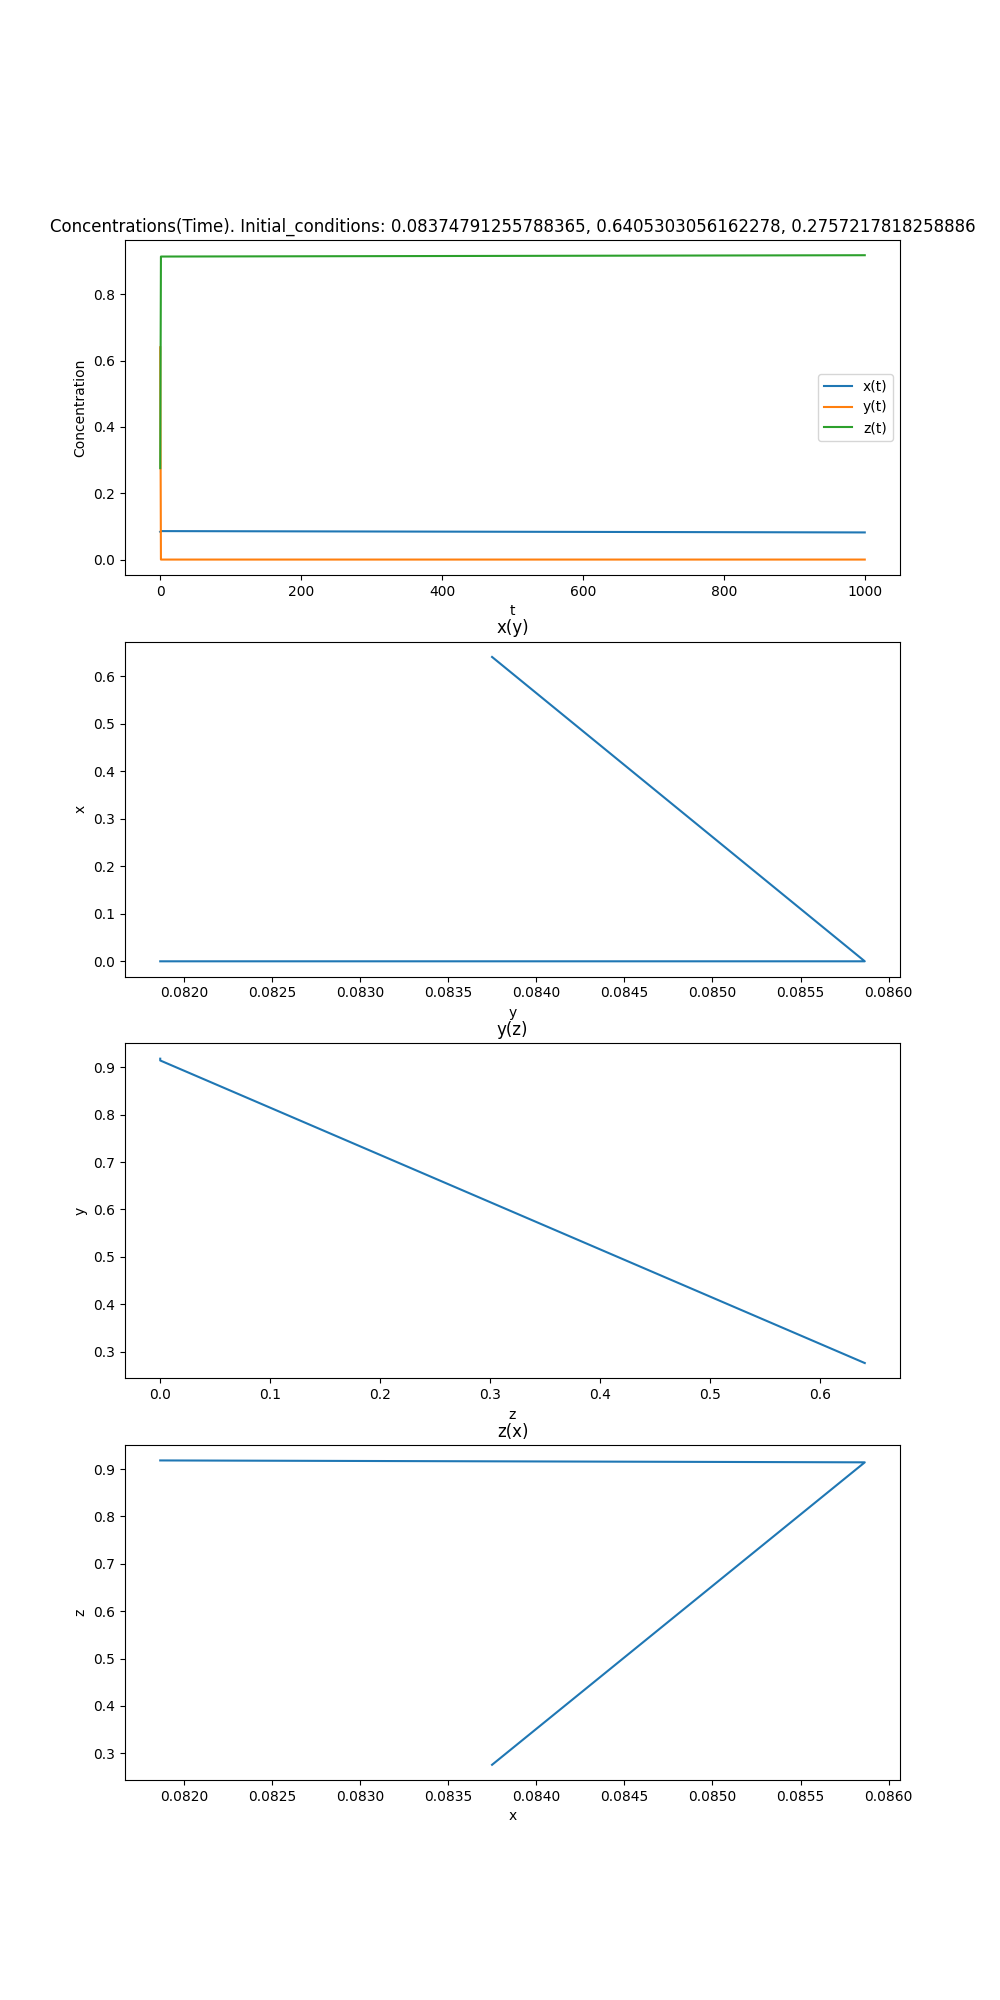 Concentrations(Time). Initial_conditions: 0.08374791255788365, 0.6405303056162278, 0.2757217818258886
0.8
0.6
0.4
0.2
0.0
Concentration
x(t)
y(t)
z(t)
0 200 400 600 800 1000
t
x(y)
0.6
0.5
0.4
0.3
0.2
0.1
0.0
x
0.0820 0.0825 0.0830 0.0835 0.0840 0.0845 0.0850 0.0855 0.0860
y
y(z)
0.9
0.8
0.7
0.6
0.5
0.4
0.3
y
0.0 0.1 0.2 0.3 0.4 0.5 0.6
z
z(x)
0.9
0.8
0.7
0.6
0.5
0.4
0.3
z
0.0820 0.0825 0.0830 0.0835 0.0840 0.0845 0.0850 0.0855 0.0860
x